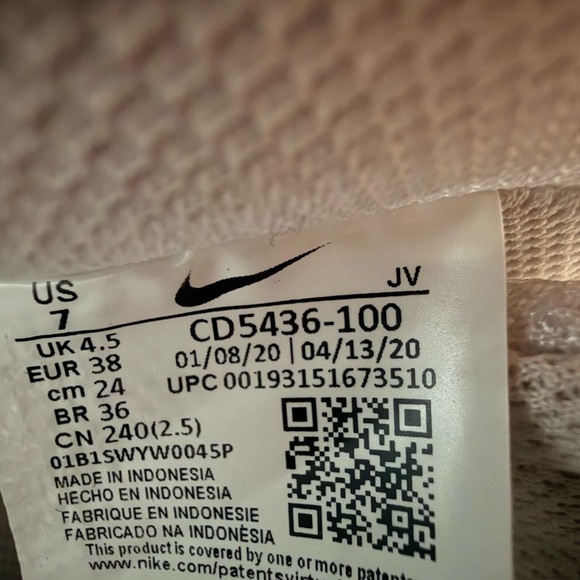 US
7
JV
UK 4.5
EUR 38
cm 24
BR 36
CN 240(2.5)
CD5436-100
01/08/20 | 04/13/20
UPC 00193151673510
01B1SWYW0045P
MADE IN INDONESIA
HECHO EN INDONESIA
FABRIQUE EN INDONESIE
FABRICADO NA INDONÉSIA
This product is covered by one or more patents
www.nike.com/patentsvirtu